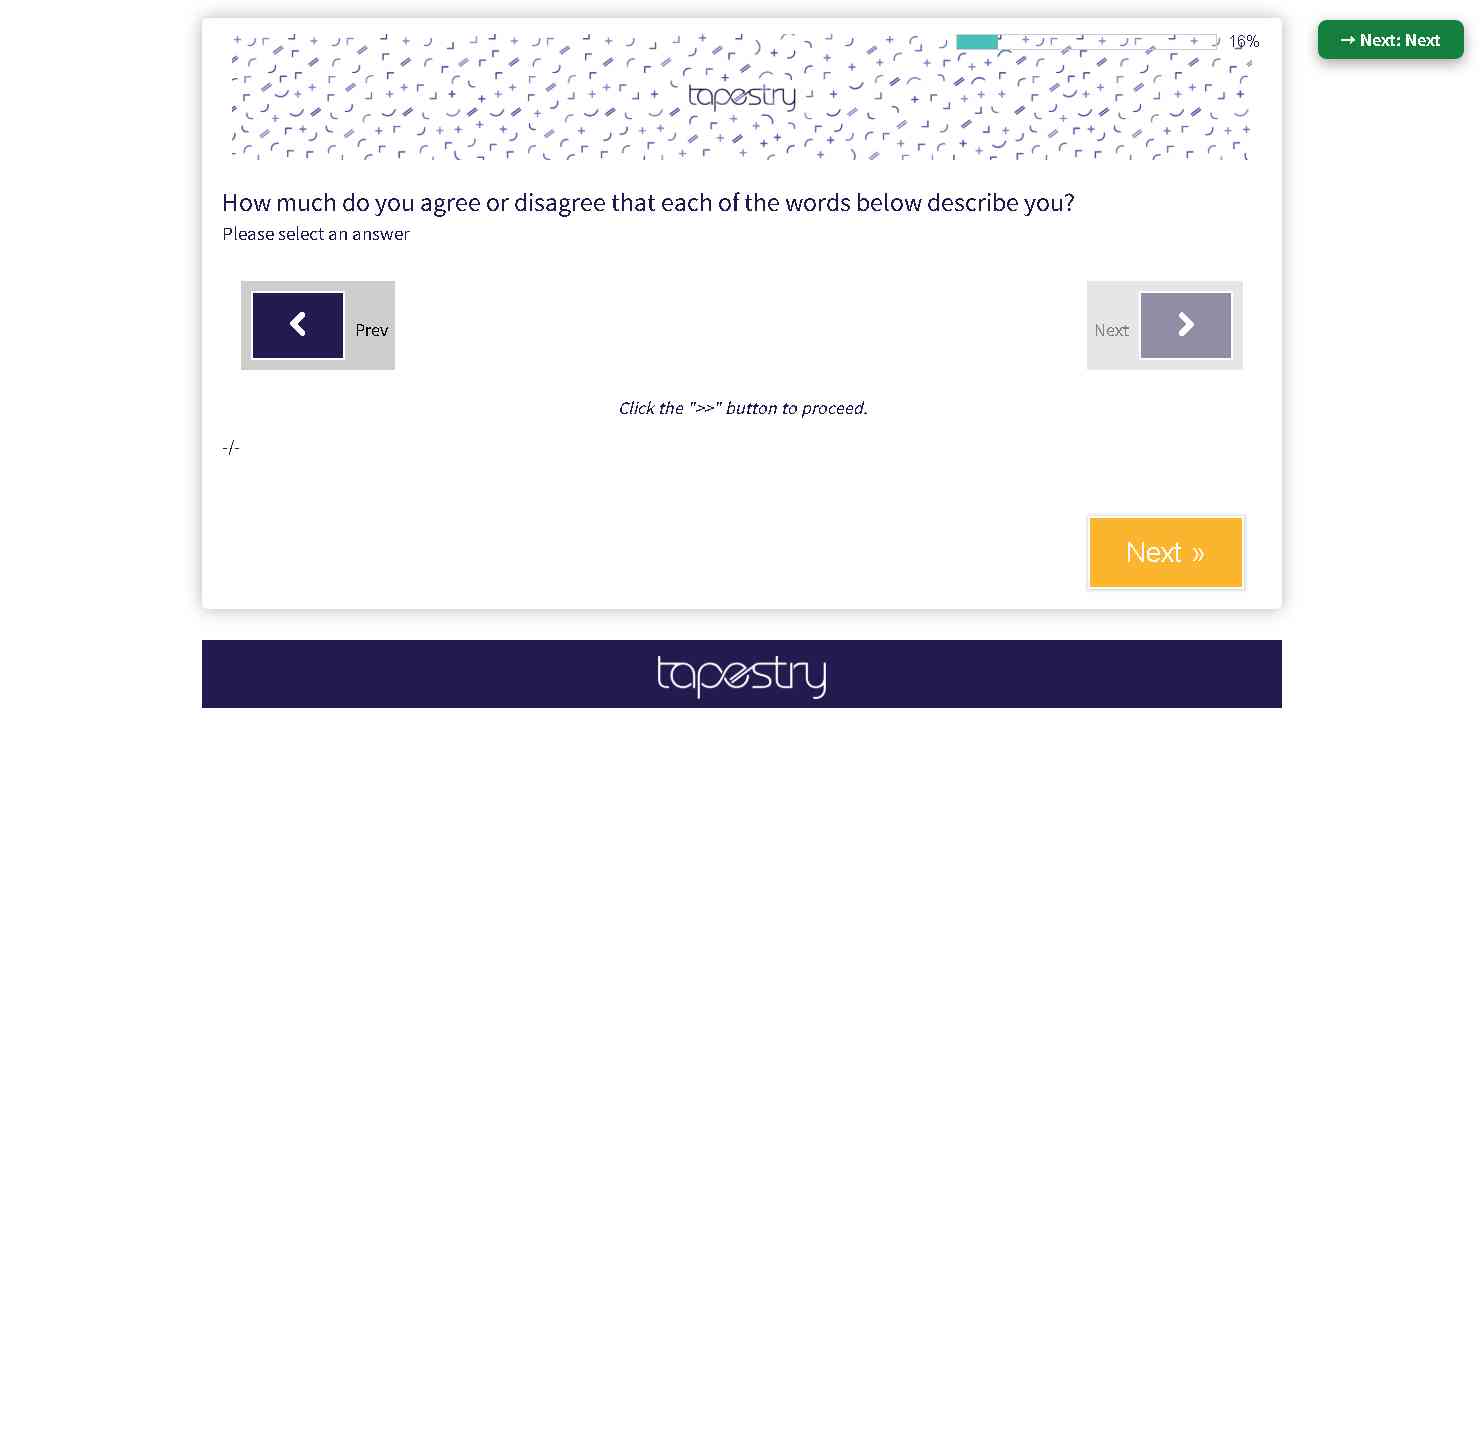 16%
→ Next: Next
tapestry
How much do you agree or disagree that each of the words below describe you?
Please select an answer
Prev
Next
Click the ">>" button to proceed.
-/-
Next »
tapestry